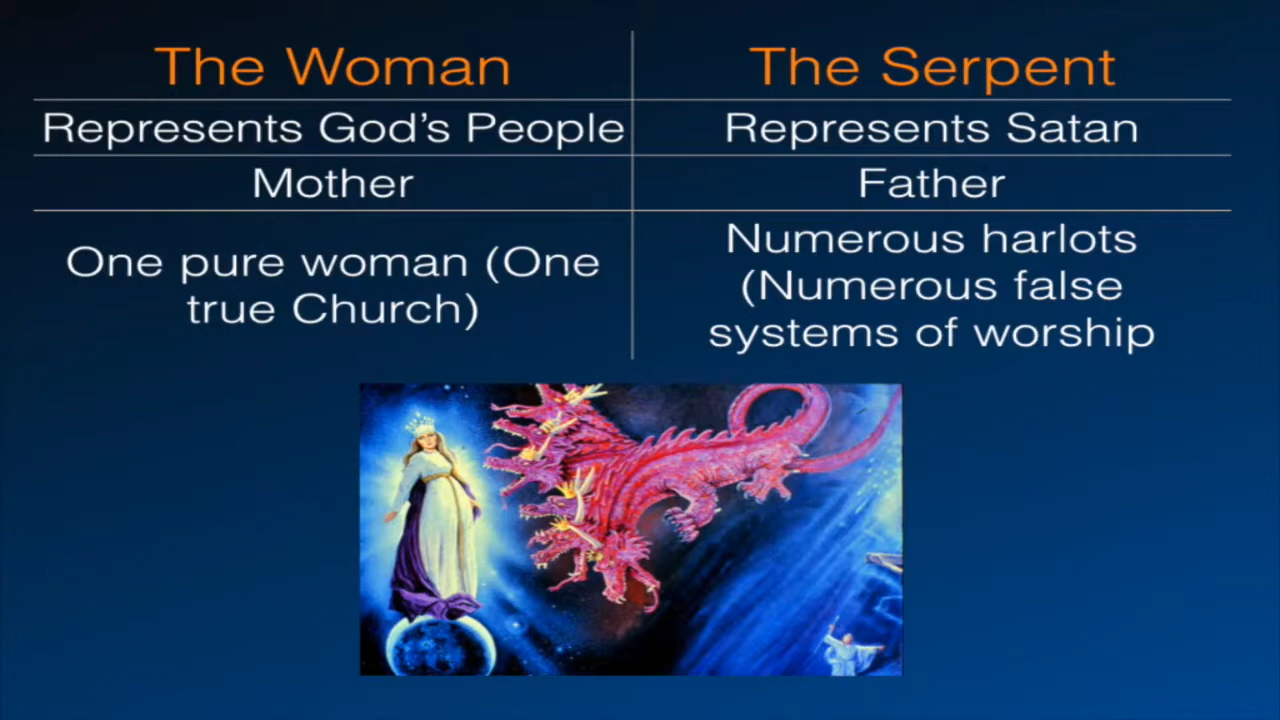 The Woman
The Serpent
Represents God's People
Represents Satan
Mother
Father
One pure woman (One
true Church)
Numerous harlots
(Numerous false
systems of worship